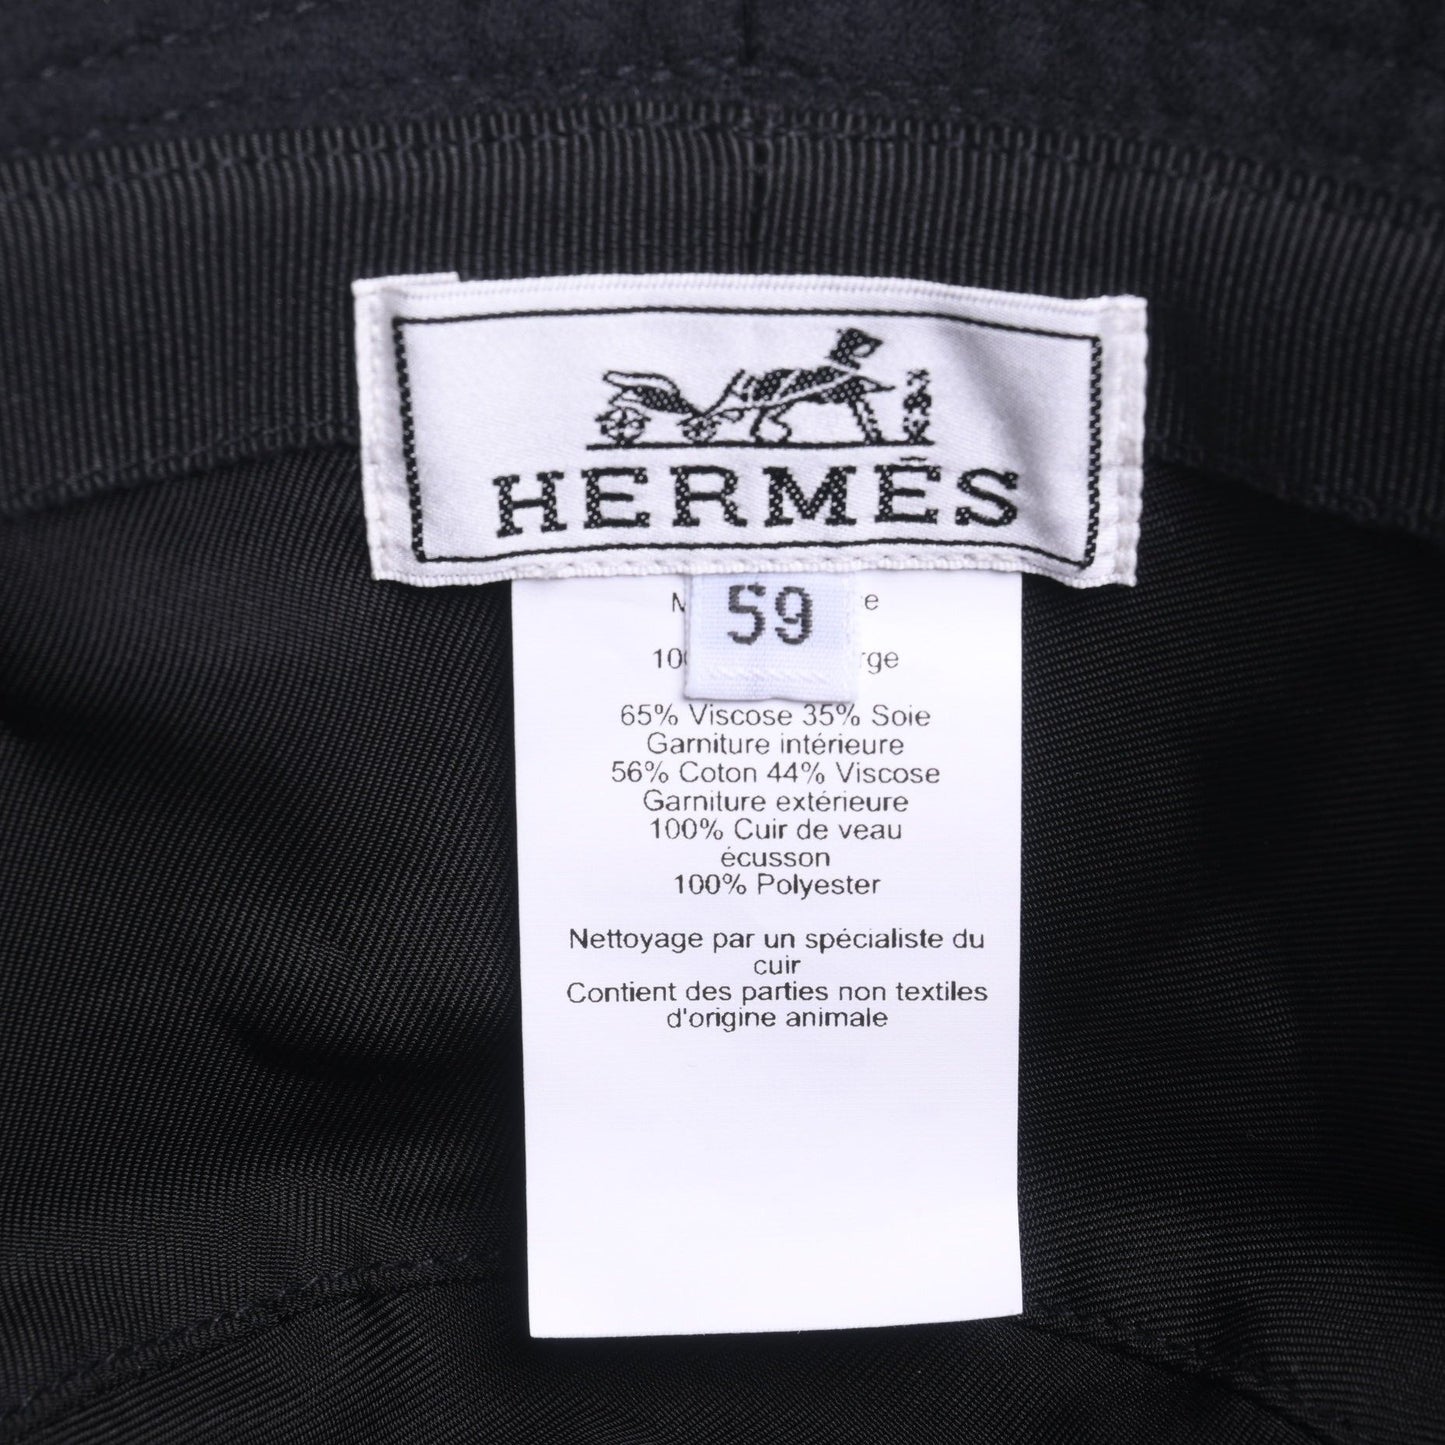 HERMÈS
59
65% Viscose 35% Soie
Garniture intérieure
56% Coton 44% Viscose
Garniture extérieure
100% Cuir de veau
écusson
100% Polyester
Nettoyage par un spécialiste du
cuir
Contient des parties non textiles
d'origine animale